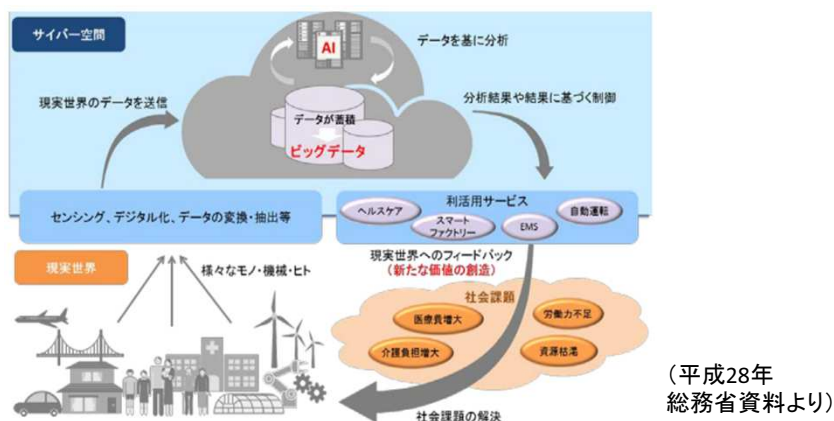 サイバー空間
AI
データを基に分析
現実世界のデータを送信
分析結果や結果に基づく制御
データが蓄積
ビッグデータ
センシング、デジタル化、データの変換・抽出等
利活用サービス
ヘルスケア
スマート
ファクトリー
EMS
自動運転
現実世界
様々なモノ・機械・ヒト
現実世界へのフィードバック
（新たな価値の創造）
社会課題
医療費増大
労働力不足
介護負担増大
資源枯渇
社会課題の解決
（平成28年
総務省資料より）